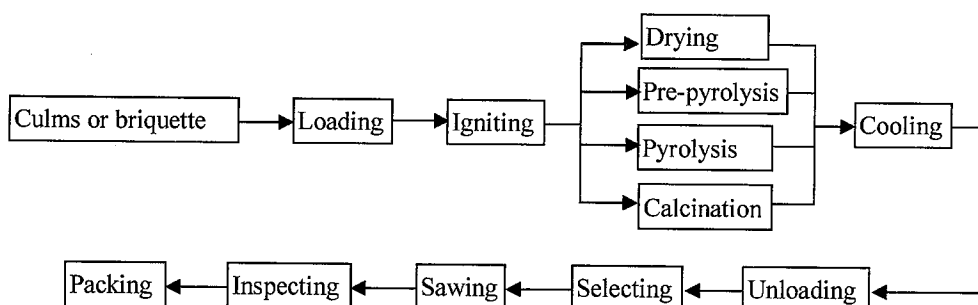 Culms or briquette
Loading
Igniting
Drying
Pre-pyrolysis
Pyrolysis
Calcination
Cooling
Unloading
Selecting
Sawing
Inspecting
Packing